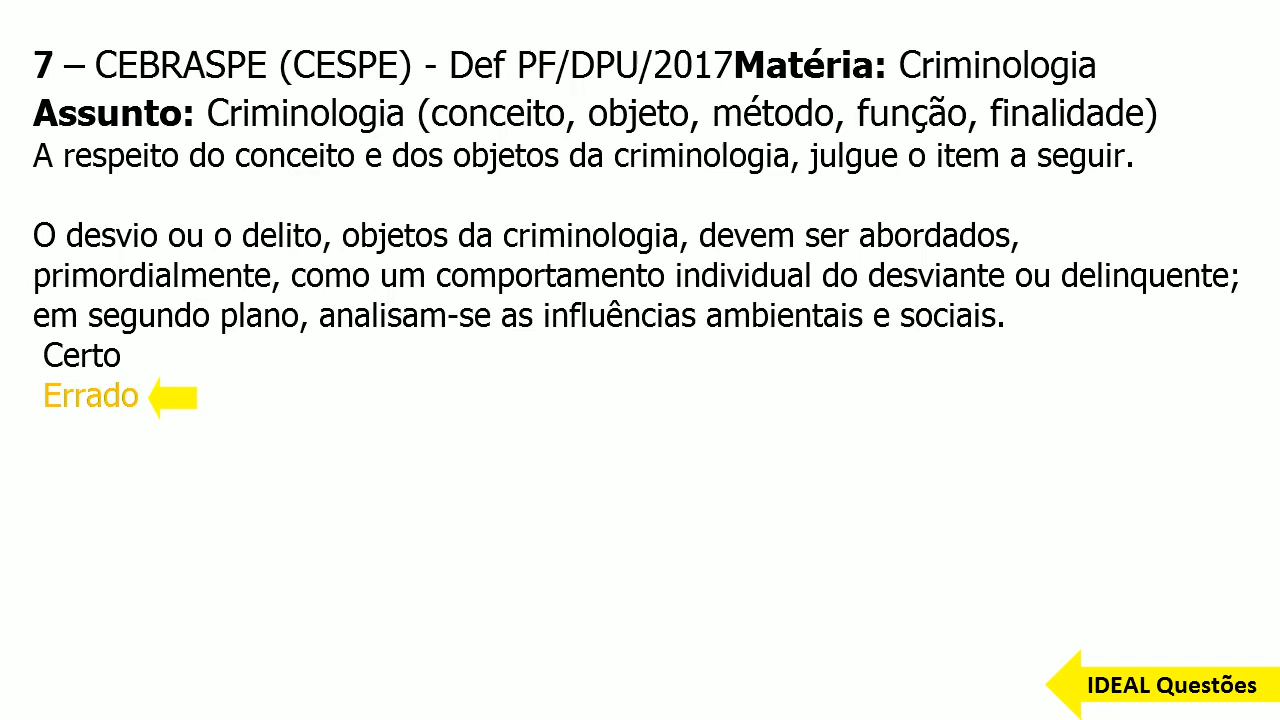 7 – CEBRASPE (CESPE) - Def PF/DPU/2017Matéria: Criminologia
Assunto: Criminologia (conceito, objeto, método, função, finalidade)
A respeito do conceito e dos objetos da criminologia, julgue o item a seguir.
O desvio ou o delito, objetos da criminologia, devem ser abordados,
primordialmente, como um comportamento individual do desviante ou delinquente;
em segundo plano, analisam-se as influências ambientais e sociais.
Certo
Errado
IDEAL Questões